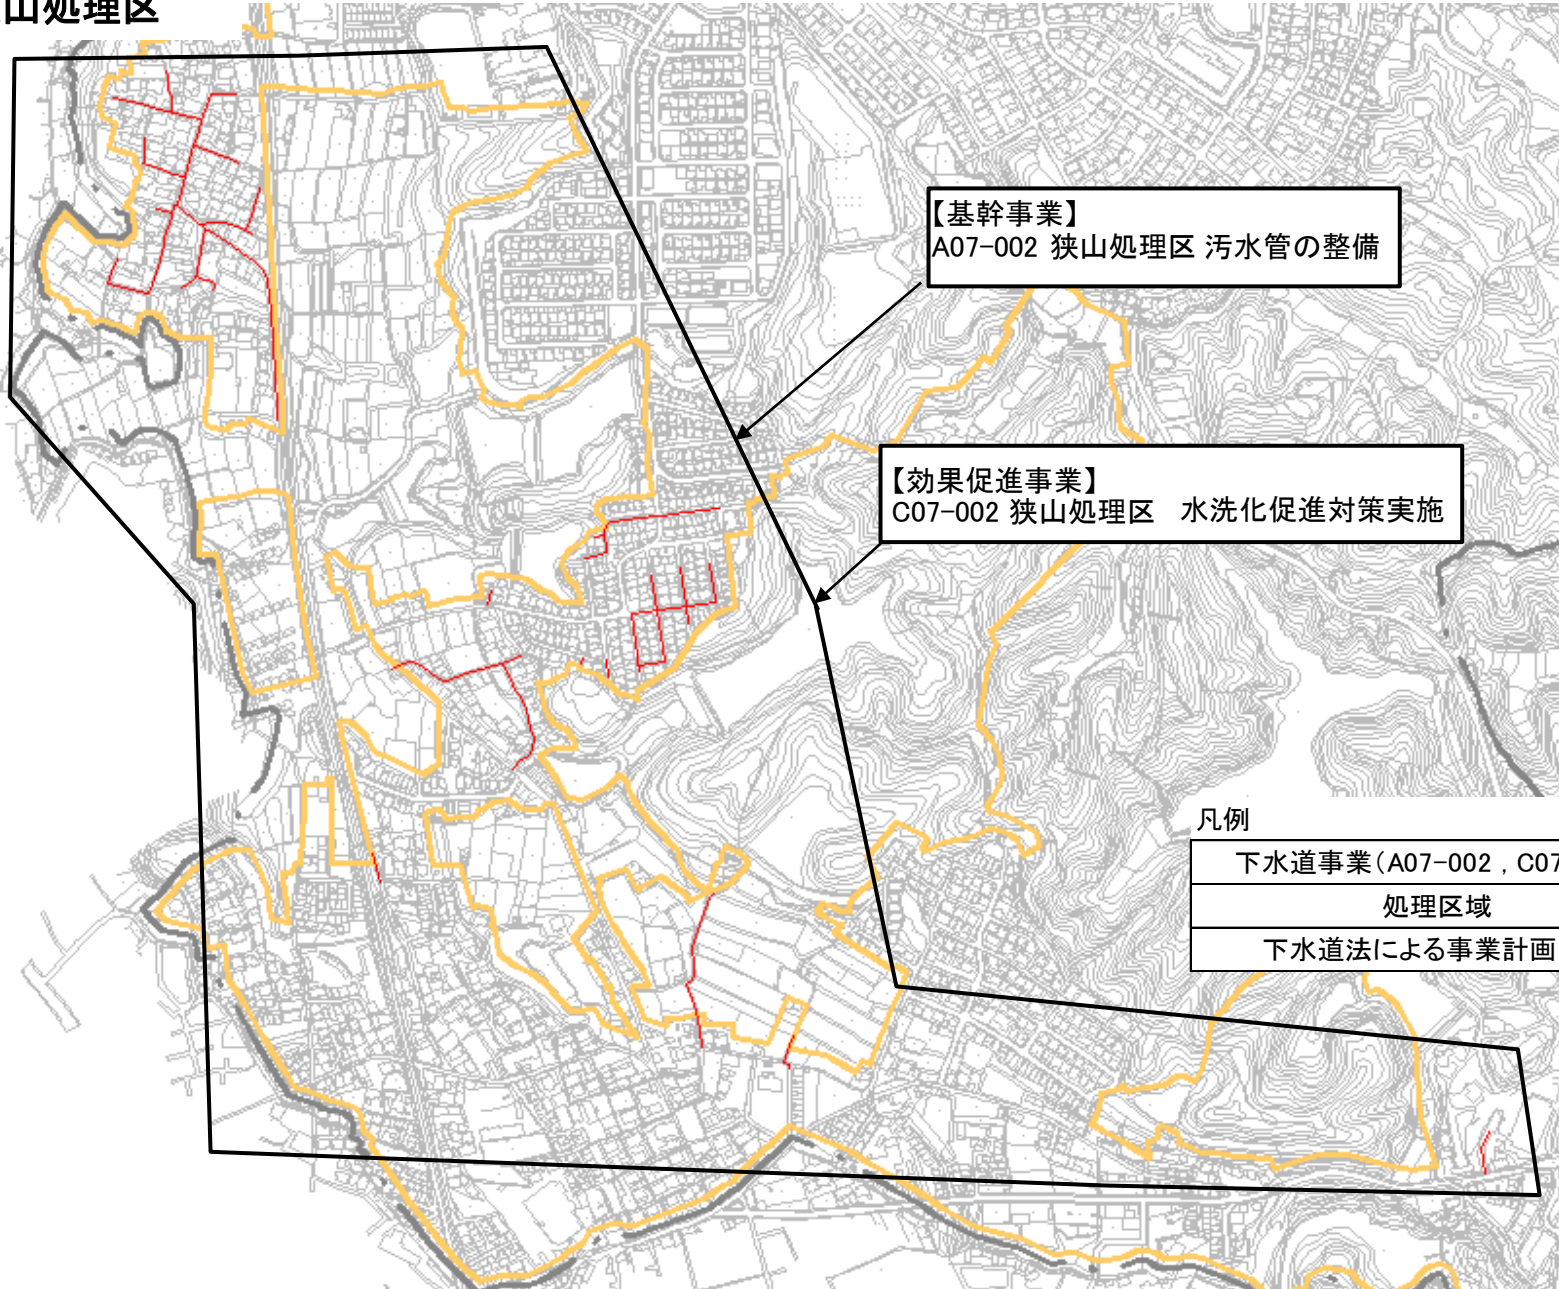 山処理区
【基幹事業】
A07-002 狭山処理区 汚水管の整備
【効果促進事業】
C07-002 狭山処理区 水洗化促進対策実施
凡例
下水道事業（A07-002 , C07
処理区域
下水道法による事業計画